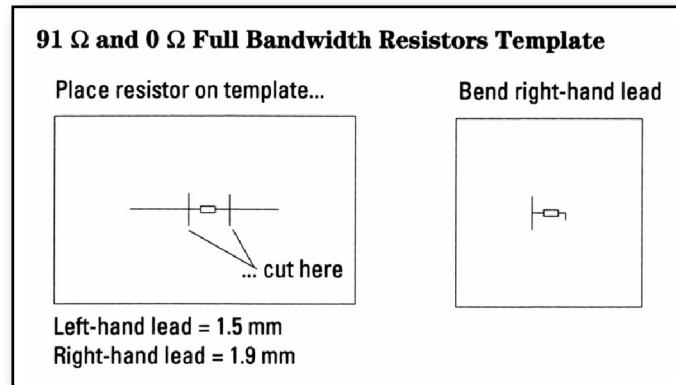 91 Ω and 0 Ω Full Bandwidth Resistors Template
Place resistor on template...
Bend right-hand lead
... cut here
Left-hand lead = 1.5 mm
Right-hand lead = 1.9 mm